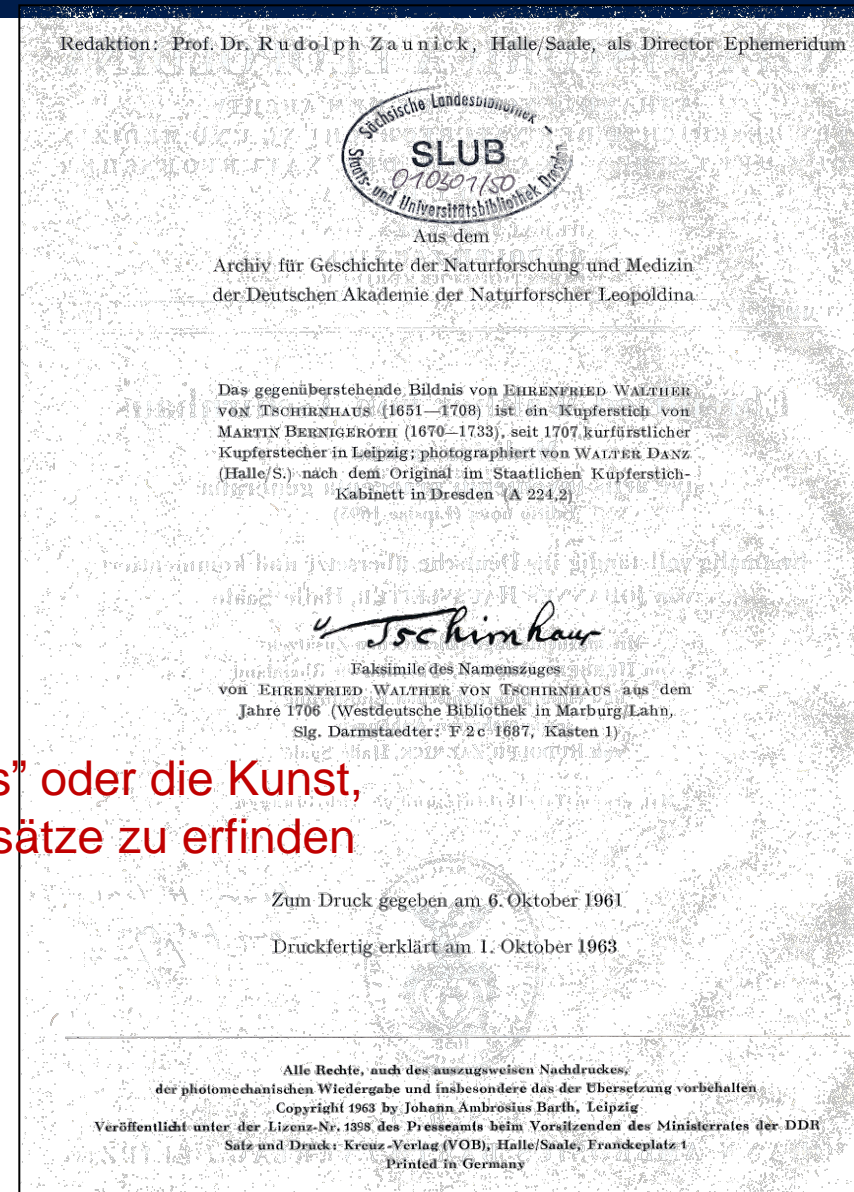 Redaktion: Prof. Dr. Rudolph Zaunick, Halle/Saale, als Director Ephemeridum
Sächsische Landesbibliothek –
SLUB
010301/50
Staats- und Universitätsbibliothek Dresden
Aus dem
Archiv für Geschichte der Naturforschung und Medizin
der Deutschen Akademie der Naturforscher Leopoldina
Das gegenüberstehende Bildnis von EHRENFRIED WALTHER
VON TSCHIRNHAUS (1651—1708) ist ein Kupferstich von
MARTIN BERNIGEROTH (1670—1733), seit 1707 kurfürstlicher
Kupferstecher in Leipzig; photographiert von WALTER DANZ
(Halle/S.) nach dem Original im Staatlichen Kupferstich-
Kabinett in Dresden (A 224,2)
Tschirnhaus
Faksimile des Namenszuges
von EHRENFRIED WALTHER VON TSCHIRNHAUS aus dem
Jahre 1706 (Westdeutsche Bibliothek in Marburg/Lahn,
Slg. Darmstaedter: F 2 c 1687, Kasten 1)
s” oder die Kunst,
sätze zu erfinden
Zum Druck gegeben am 6. Oktober 1961
Druckfertig erklärt am 1. Oktober 1963
Alle Rechte, auch des auszugsweisen Nachdruckes,
der photomechanischen Wiedergabe und insbesondere das der Übersetzung vorbehalten
Copyright 1963 by Johann Ambrosius Barth, Leipzig
Veröffentlicht unter der Lizenz-Nr. 1398 des Presseamts beim Vorsitzenden des Ministerrates der DDR
Satz und Druck: Kreuz-Verlag (VOB), Halle/Saale, Franckeplatz 1
Printed in Germany